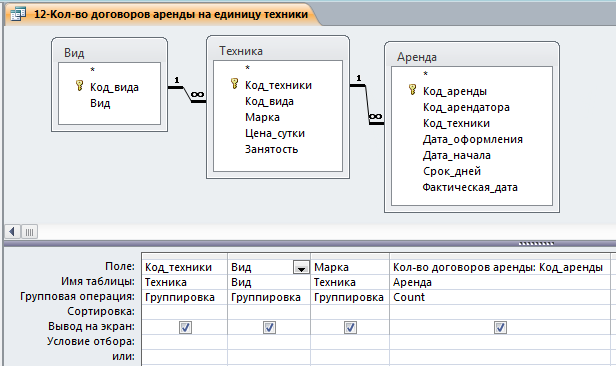 12-Кол-во договоров аренды на единицу техники
Вид
*
Код_вида
Вид
1
∞
Техника
*
Код_техники
Код_вида
Марка
Цена_сутки
Занятость
1
∞
Аренда
*
Код_аренды
Код_арендатора
Код_техники
Дата_оформления
Дата_начала
Срок_дней
Фактическая_дата
Поле: Код_техники Вид Марка Кол-во договоров аренды: Код_аренды
Имя таблицы: Техника Вид Техника Аренда
Групповая операция: Группировка Группировка Группировка Count
Сортировка:
Вывод на экран:
Условие отбора:
или: